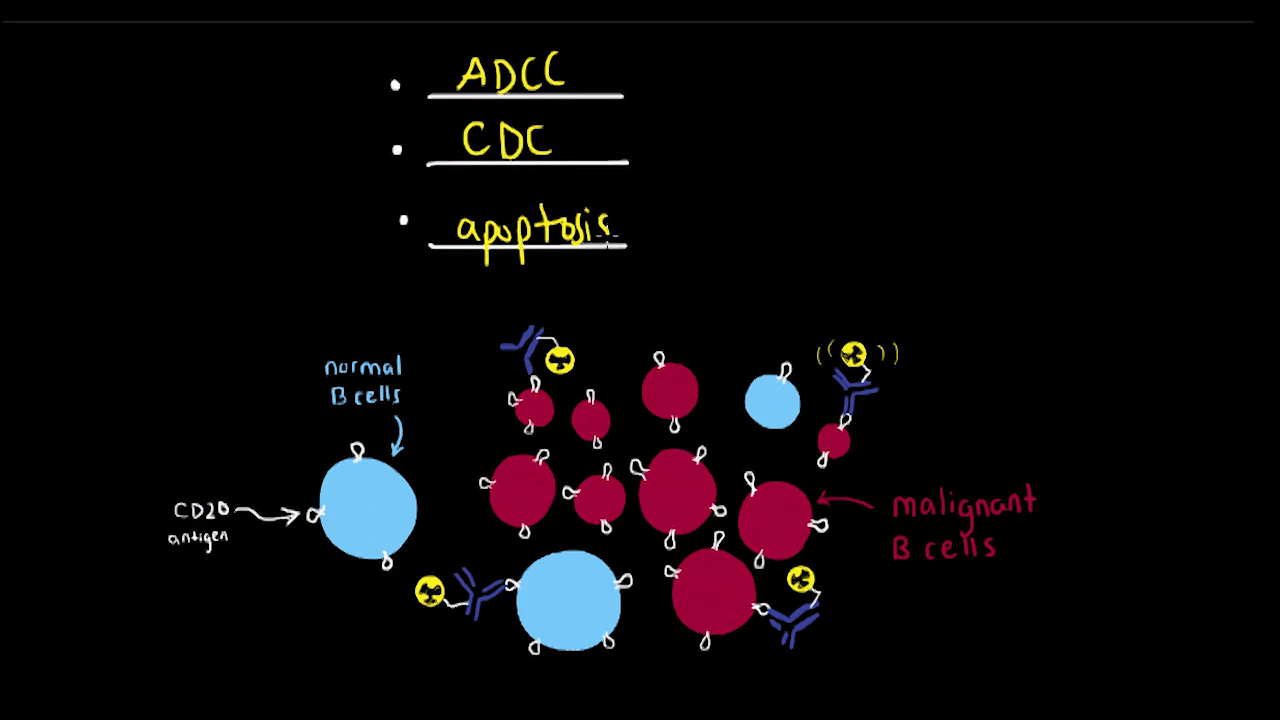 ADCC
CDC
apoptosis
normal
B cells
CD20
antigen
malignant
B cells